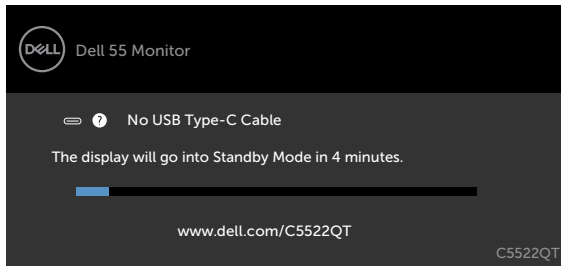 DELL Dell 55 Monitor
? No USB Type-C Cable
The display will go into Standby Mode in 4 minutes.
www.dell.com/C5522QT
C5522QT